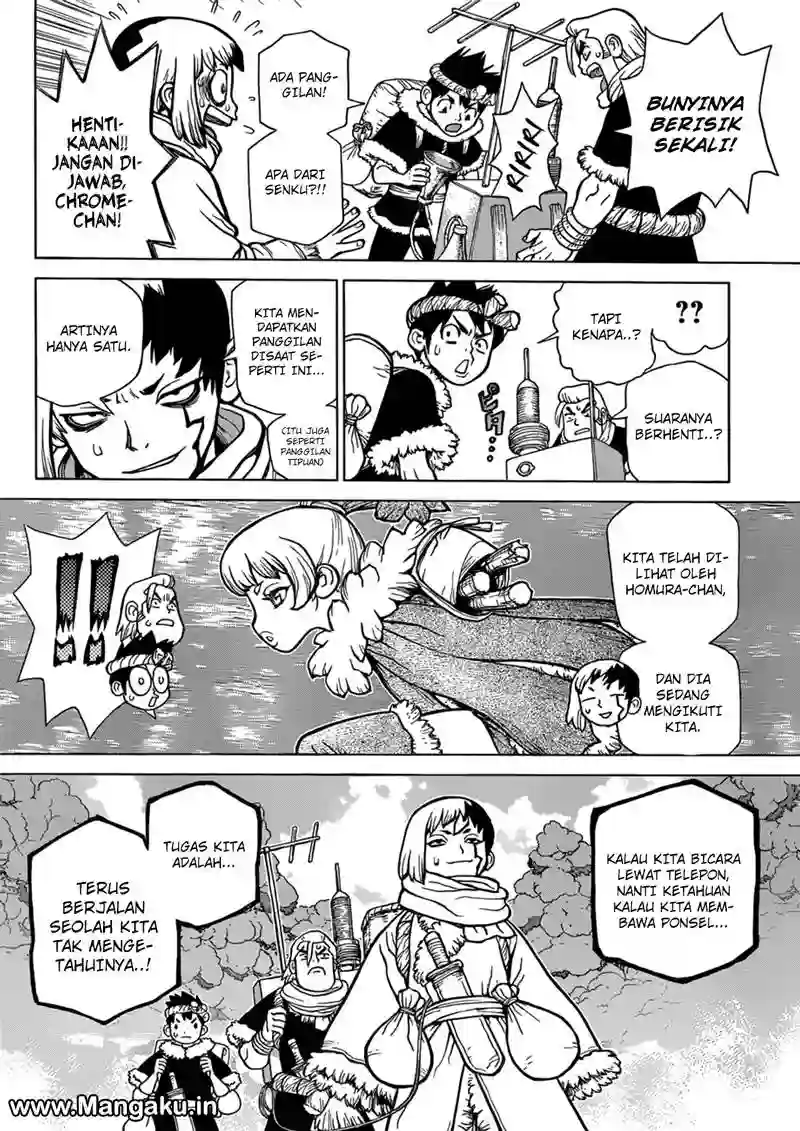 BUNYINYA
BERISIK
SEKALI!
RIRIRI
ADA PANG-
GILAN!
APA DARI
SENKU?!!
HENTI-
KAAAN!!
JANGAN DI-
JAWAB,
CHROME-
CHAN!
??
SUARANYA
BERHENTI..?
TAPI
KENAPA..?
ピタ...
KITA MEN-
DAPATKAN
PANGGILAN
DISAAT SE-
PERTI INI...
(ITU JUGA
SEPERTI
PANGGILAN
TIPUAN)
ARTINYA
HANYA SATU.
KITA TELAH DI-
LIHAT OLEH
HOMURA-CHAN,
DAN DIA
SEDANG
MENGIKUTI
KITA.
!!
KALAU KITA BICARA
LEWAT TELEPON,
NANTI KETAHUAN
KALAU KITA MEM-
BAWA PONSEL...
TUGAS KITA
ADALAH...
TERUS
BERJALAN
SEOLAH KITA
TAK MENGE-
TAHUINYA..!
www.Mangaku.in